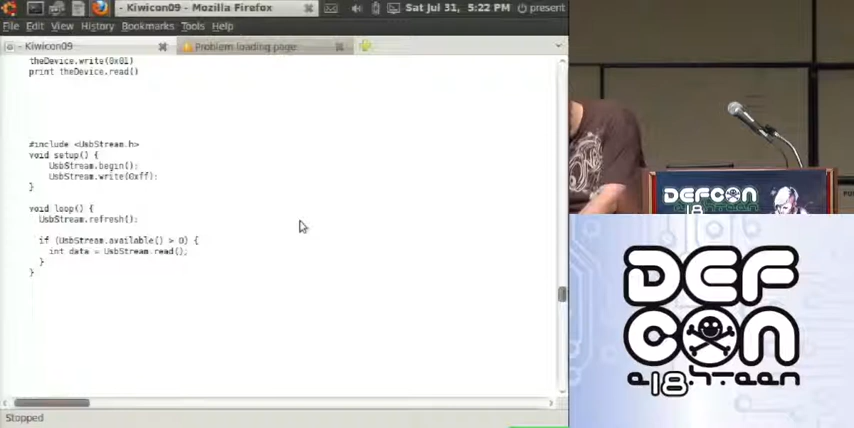 - Kiwicon09 - Mozilla Firefox
Sat Jul 31, 5:22 PM
present
File Edit View History Bookmarks Tools Help
- Kiwicon09
Problem loading page
theDevice.write(0x01)
print theDevice.read()
#include <UsbStream.h>
void setup() {
UsbStream.begin();
UsbStream.write(0xff);
}
void loop() {
UsbStream.refresh();
if (UsbStream.available() > 0) {
int data = UsbStream.read();
}
}
Stopped
DEFCON
18
DEF
CON
e18hteen